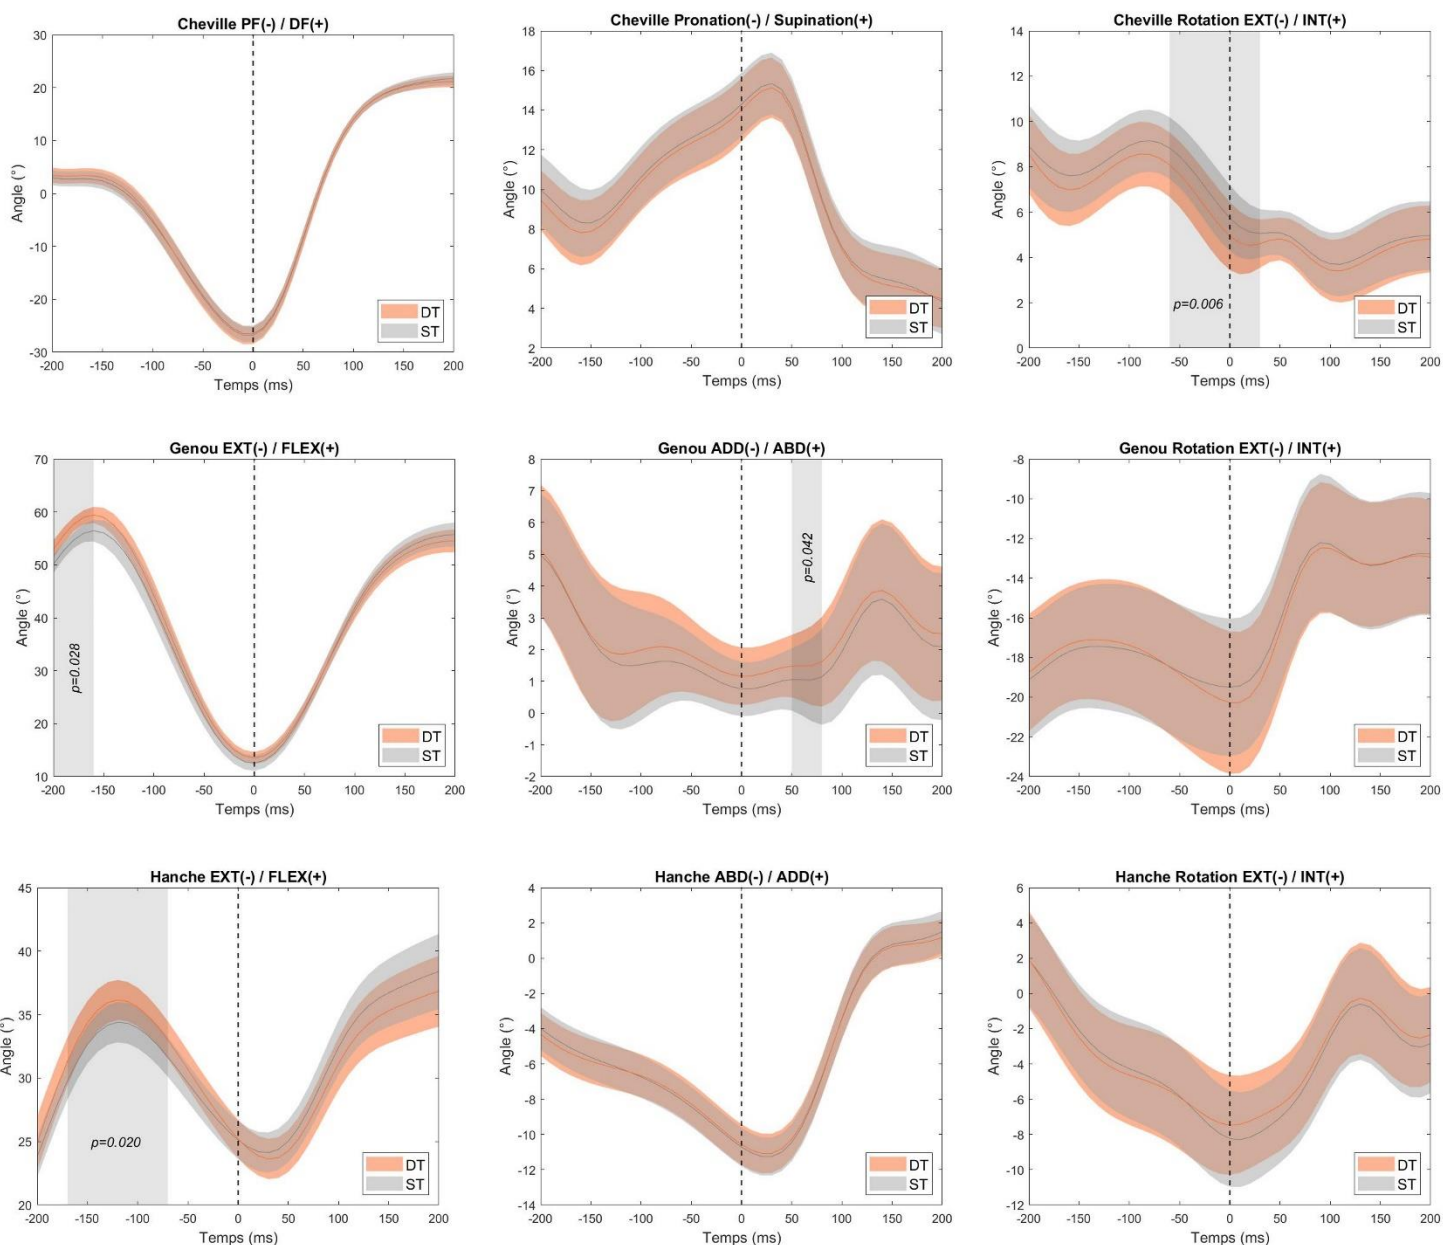 Cheville PF(-) / DF(+)
30
20
10
0
-10
-20
-30
Angle (°)
-200 -150 -100 -50 0 50 100 150 200
Temps (ms)
DT
ST
Cheville Pronation(-) / Supination(+)
18
16
14
12
10
8
6
4
2
Angle (°)
-200 -150 -100 -50 0 50 100 150 200
Temps (ms)
DT
ST
Cheville Rotation EXT(-) / INT(+)
14
12
10
8
6
4
2
0
Angle (°)
p=0.006
-200 -150 -100 -50 0 50 100 150 200
Temps (ms)
DT
ST
Genou EXT(-) / FLEX(+)
70
60
50
40
30
20
10
Angle (°)
p=0.028
-200 -150 -100 -50 0 50 100 150 200
Temps (ms)
DT
ST
Genou ADD(-) / ABD(+)
8
7
6
5
4
3
2
1
0
-1
-2
Angle (°)
p=0.042
-200 -150 -100 -50 0 50 100 150 200
Temps (ms)
DT
ST
Genou Rotation EXT(-) / INT(+)
-8
-10
-12
-14
-16
-18
-20
-22
-24
Angle (°)
-200 -150 -100 -50 0 50 100 150 200
Temps (ms)
DT
ST
Hanche EXT(-) / FLEX(+)
45
40
35
30
25
20
Angle (°)
p=0.020
-200 -150 -100 -50 0 50 100 150 200
Temps (ms)
DT
ST
Hanche ABD(-) / ADD(+)
4
2
0
-2
-4
-6
-8
-10
-12
-14
Angle (°)
-200 -150 -100 -50 0 50 100 150 200
Temps (ms)
DT
ST
Hanche Rotation EXT(-) / INT(+)
6
4
2
0
-2
-4
-6
-8
-10
-12
Angle (°)
-200 -150 -100 -50 0 50 100 150 200
Temps (ms)
DT
ST